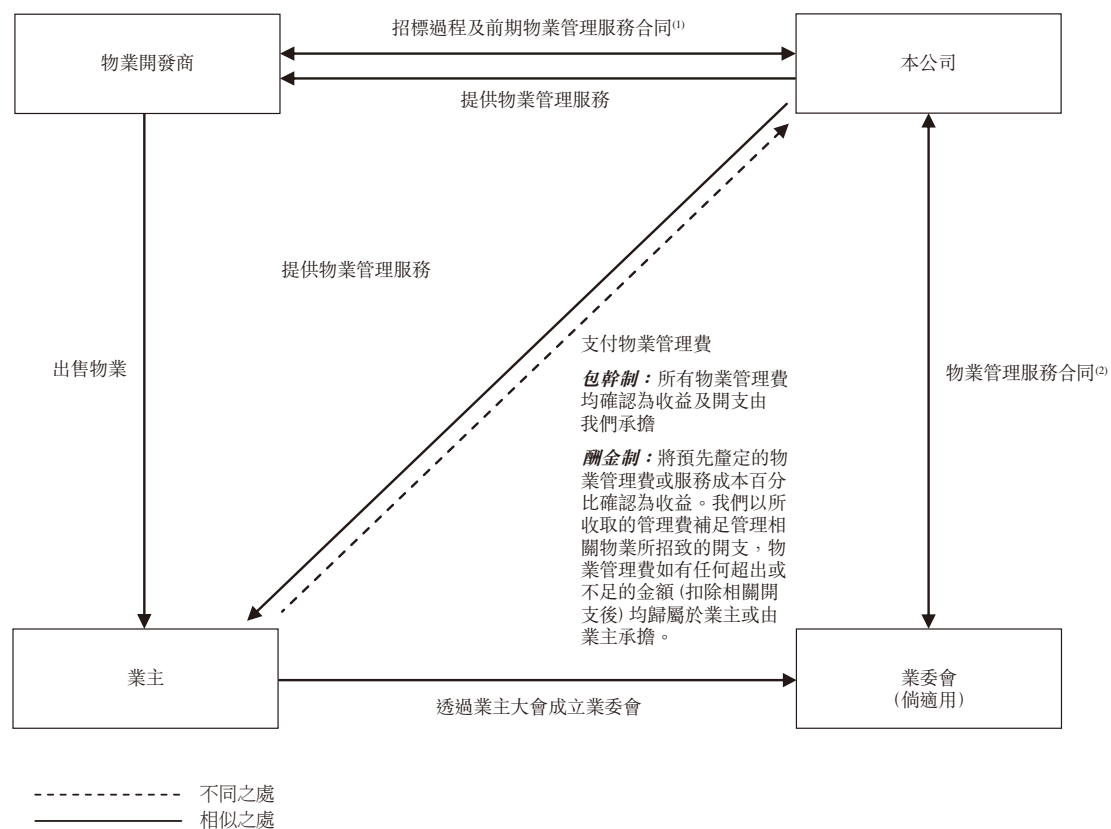 招標過程及前期物業管理服務合同(1)
物業開發商
本公司
提供物業管理服務
提供物業管理服務
支付物業管理費
出售物業
物業管理服務合同(2)
包幹制：所有物業管理費
均確認為收益及開支由
我們承擔
酬金制：將預先釐定的物
業管理費或服務成本百分
比確認為收益。我們以所
收取的管理費補足管理相
關物業所招致的開支，物
業管理費如有任何超出或
不足的金額(扣除相關開
支後)均歸屬於業主或由
業主承擔。
業主
業委會
(倘適用)
透過業主大會成立業委會
不同之處
相似之處